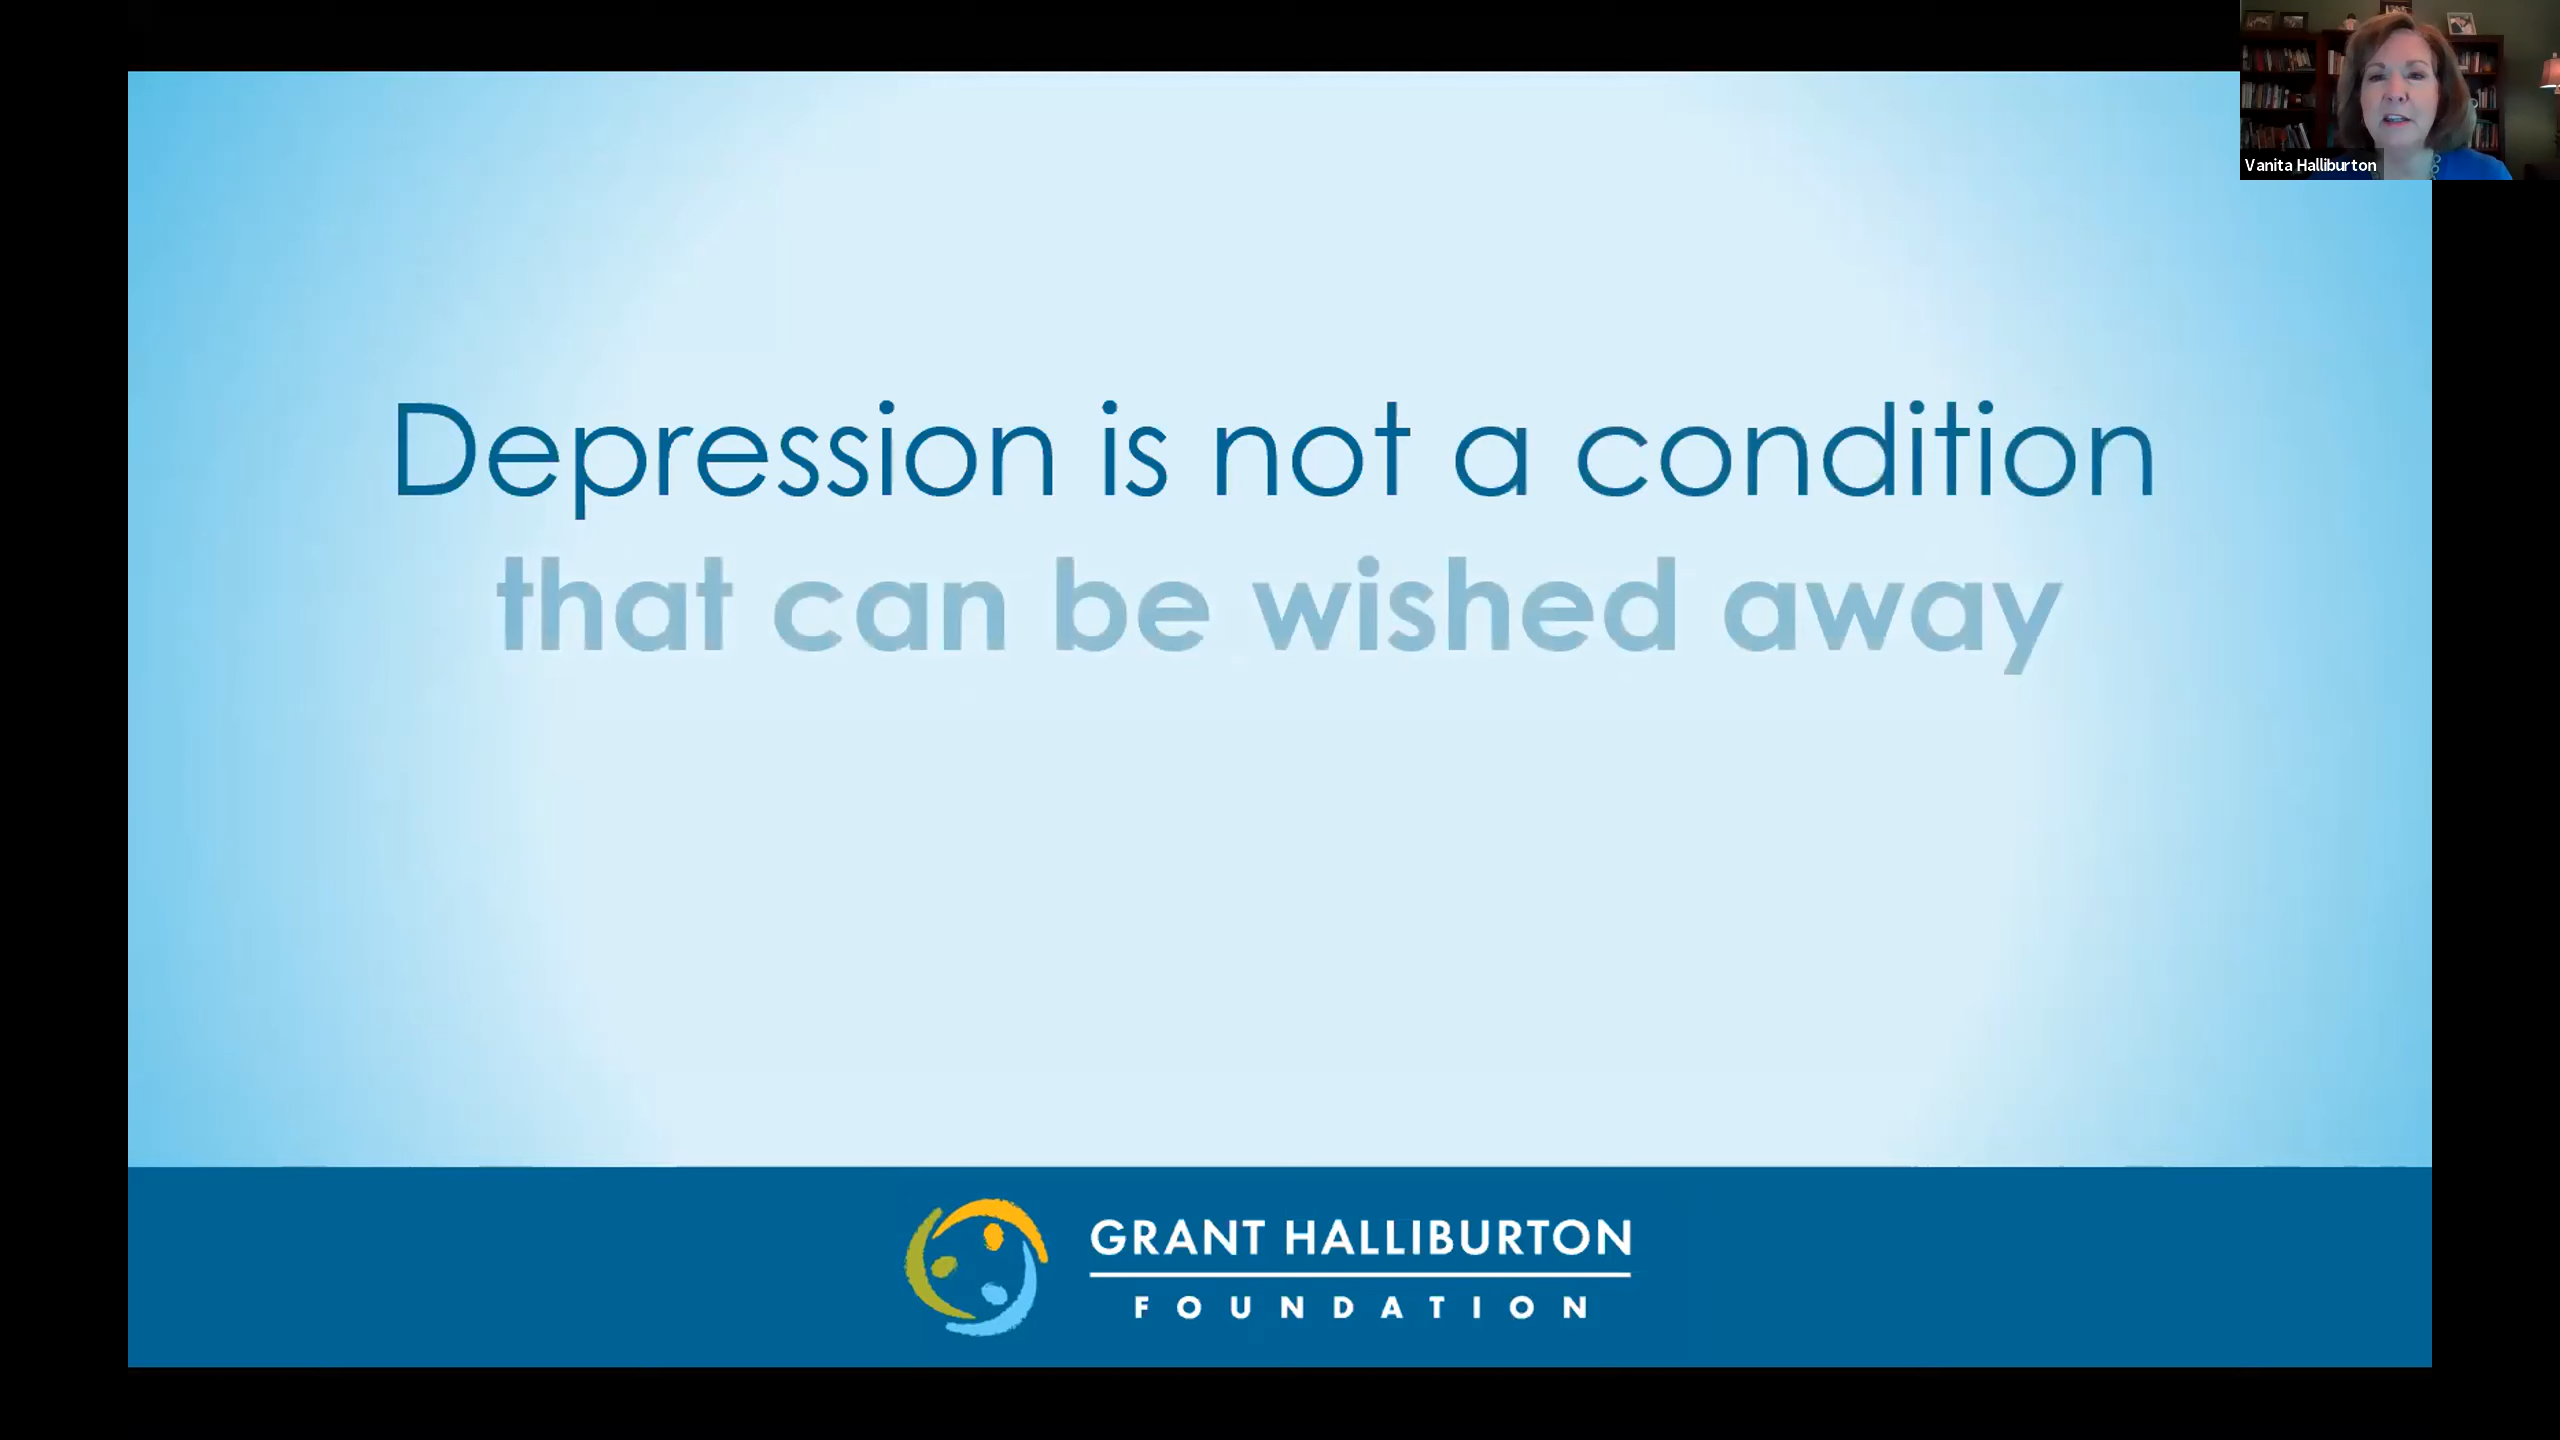 Vanita Halliburton
Depression is not a condition
that can be wished away
GRANT HALLIBURTON
FOUNDATION